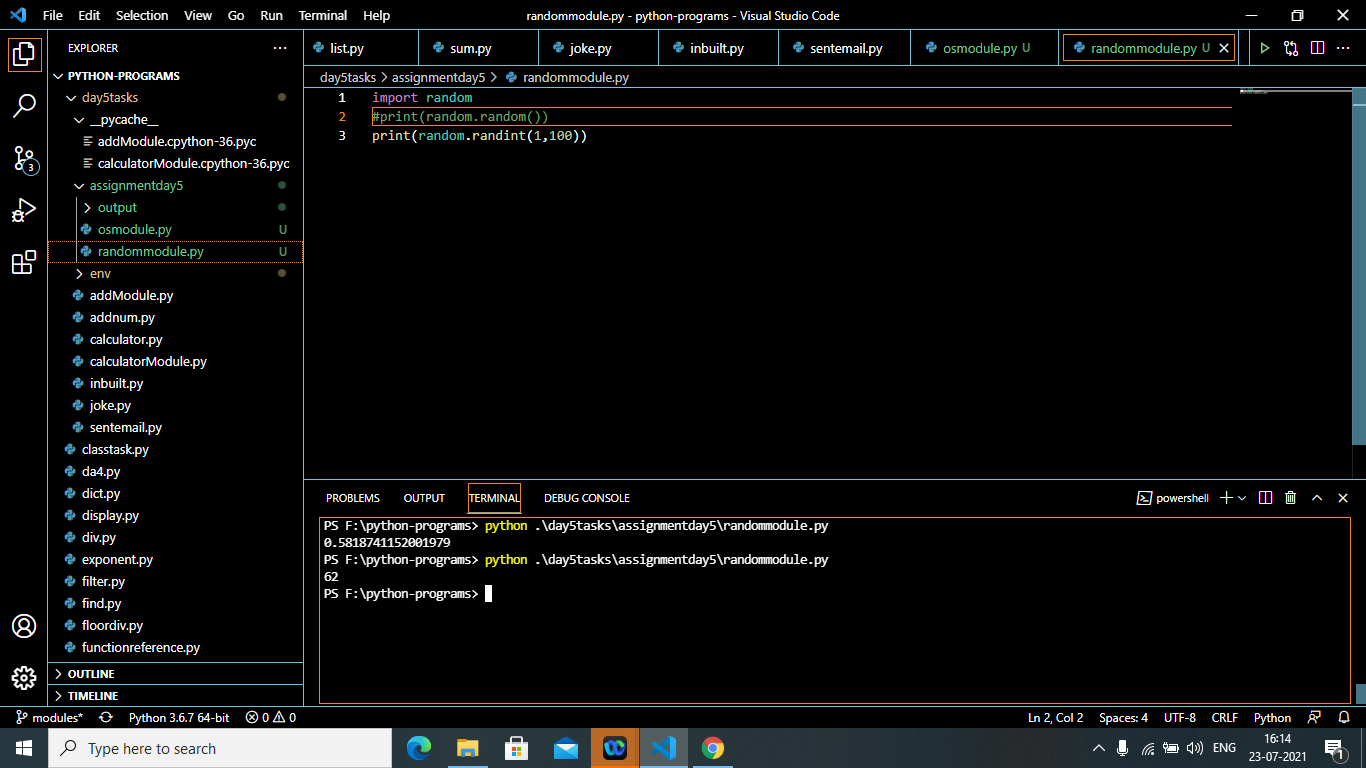 File Edit Selection View Go Run Terminal Help
randommodule.py - python-programs - Visual Studio Code
EXPLORER
PYTHON-PROGRAMS
day5tasks
__pycache__
addModule.cpython-36.pyc
calculatorModule.cpython-36.pyc
assignmentday5
output
osmodule.py U
randommodule.py U
env
addModule.py
addnum.py
calculator.py
calculatorModule.py
inbuilt.py
joke.py
sentemail.py
classtask.py
da4.py
dict.py
display.py
div.py
exponent.py
filter.py
find.py
floordiv.py
functionreference.py
OUTLINE
TIMELINE
3
list.py sum.py joke.py inbuilt.py sentemail.py osmodule.py U randommodule.py U
day5tasks > assignmentday5 > randommodule.py
1 import random
2 #print(random.random())
3 print(random.randint(1,100))
PROBLEMS OUTPUT TERMINAL DEBUG CONSOLE powershell
PS F:\python-programs> python .\day5tasks\assignmentday5\randommodule.py
0.5818741152001979
PS F:\python-programs> python .\day5tasks\assignmentday5\randommodule.py
62
PS F:\python-programs>
modules* Python 3.6.7 64-bit 0 0 Ln 2, Col 2 Spaces: 4 UTF-8 CRLF Python
Type here to search
ENG
16:14
23-07-2021
1